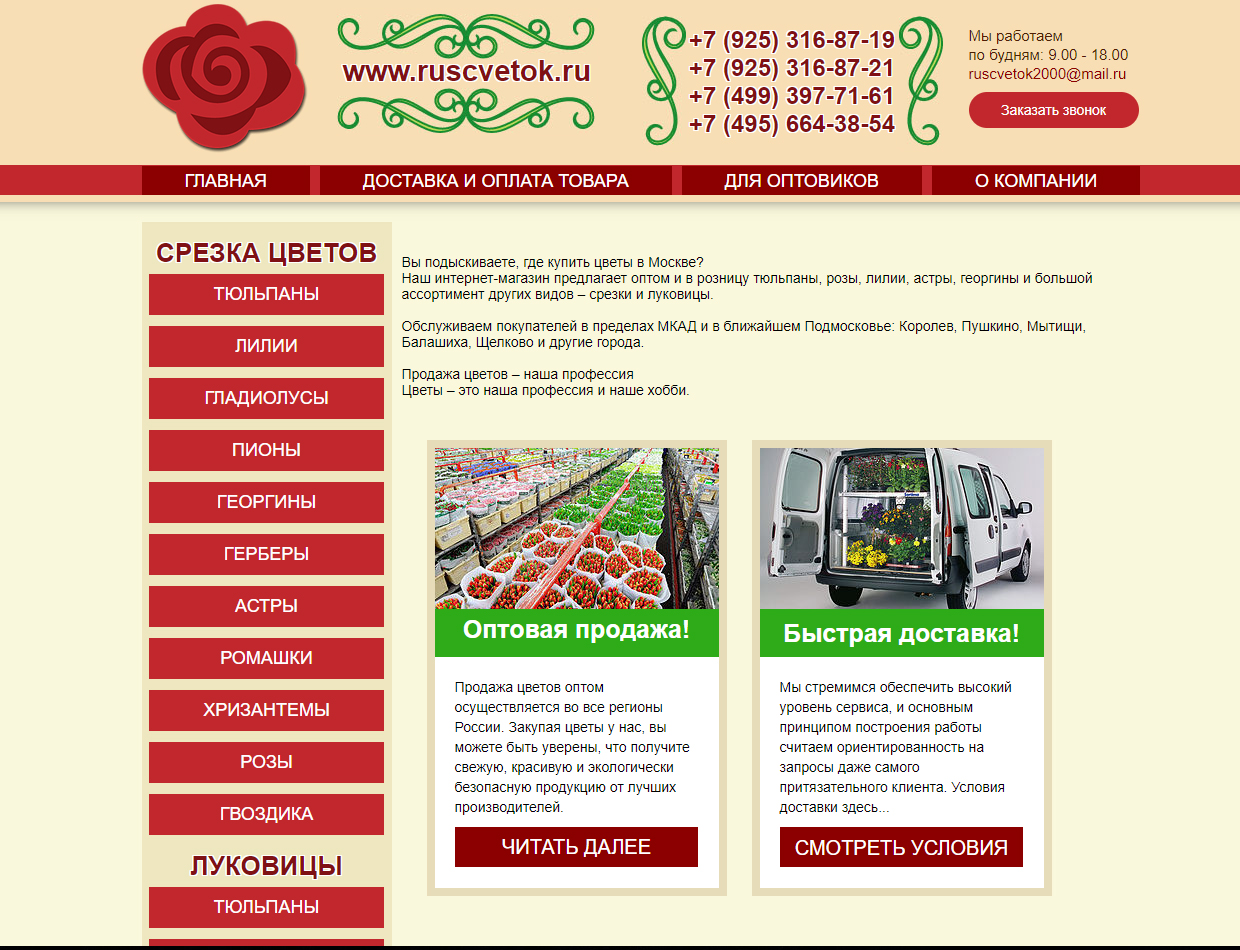 www.ruscvetok.ru
+7 (925) 316-87-19
+7 (925) 316-87-21
+7 (499) 397-71-61
+7 (495) 664-38-54
Мы работаем
по будням: 9.00 - 18.00
ruscvetok2000@mail.ru
Заказать звонок
ГЛАВНАЯ
ДОСТАВКА И ОПЛАТА ТОВАРА
ДЛЯ ОПТОВИКОВ
О КОМПАНИИ
СРЕЗКА ЦВЕТОВ
ТЮЛЬПАНЫ
ЛИЛИИ
ГЛАДИОЛУСЫ
ПИОНЫ
ГЕОРГИНЫ
ГЕРБЕРЫ
АСТРЫ
РОМАШКИ
ХРИЗАНТЕМЫ
РОЗЫ
ГВОЗДИКА
ЛУКОВИЦЫ
ТЮЛЬПАНЫ
Вы подыскиваете, где купить цветы в Москве?
Наш интернет-магазин предлагает оптом и в розницу тюльпаны, розы, лилии, астры, георгины и большой
ассортимент других видов – срезки и луковицы.
Обслуживаем покупателей в пределах МКАД и в ближайшем Подмосковье: Королев, Пушкино, Мытищи,
Балашиха, Щелково и другие города.
Продажа цветов – наша профессия
Цветы – это наша профессия и наше хобби.
Оптовая продажа!
Продажа цветов оптом
осуществляется во все регионы
России. Закупая цветы у нас, вы
можете быть уверены, что получите
свежую, красивую и экологически
безопасную продукцию от лучших
производителей.
ЧИТАТЬ ДАЛЕЕ
Быстрая доставка!
Мы стремимся обеспечить высокий
уровень сервиса, и основным
принципом построения работы
считаем ориентированность на
запросы даже самого
притязательного клиента. Условия
доставки здесь...
СМОТРЕТЬ УСЛОВИЯ